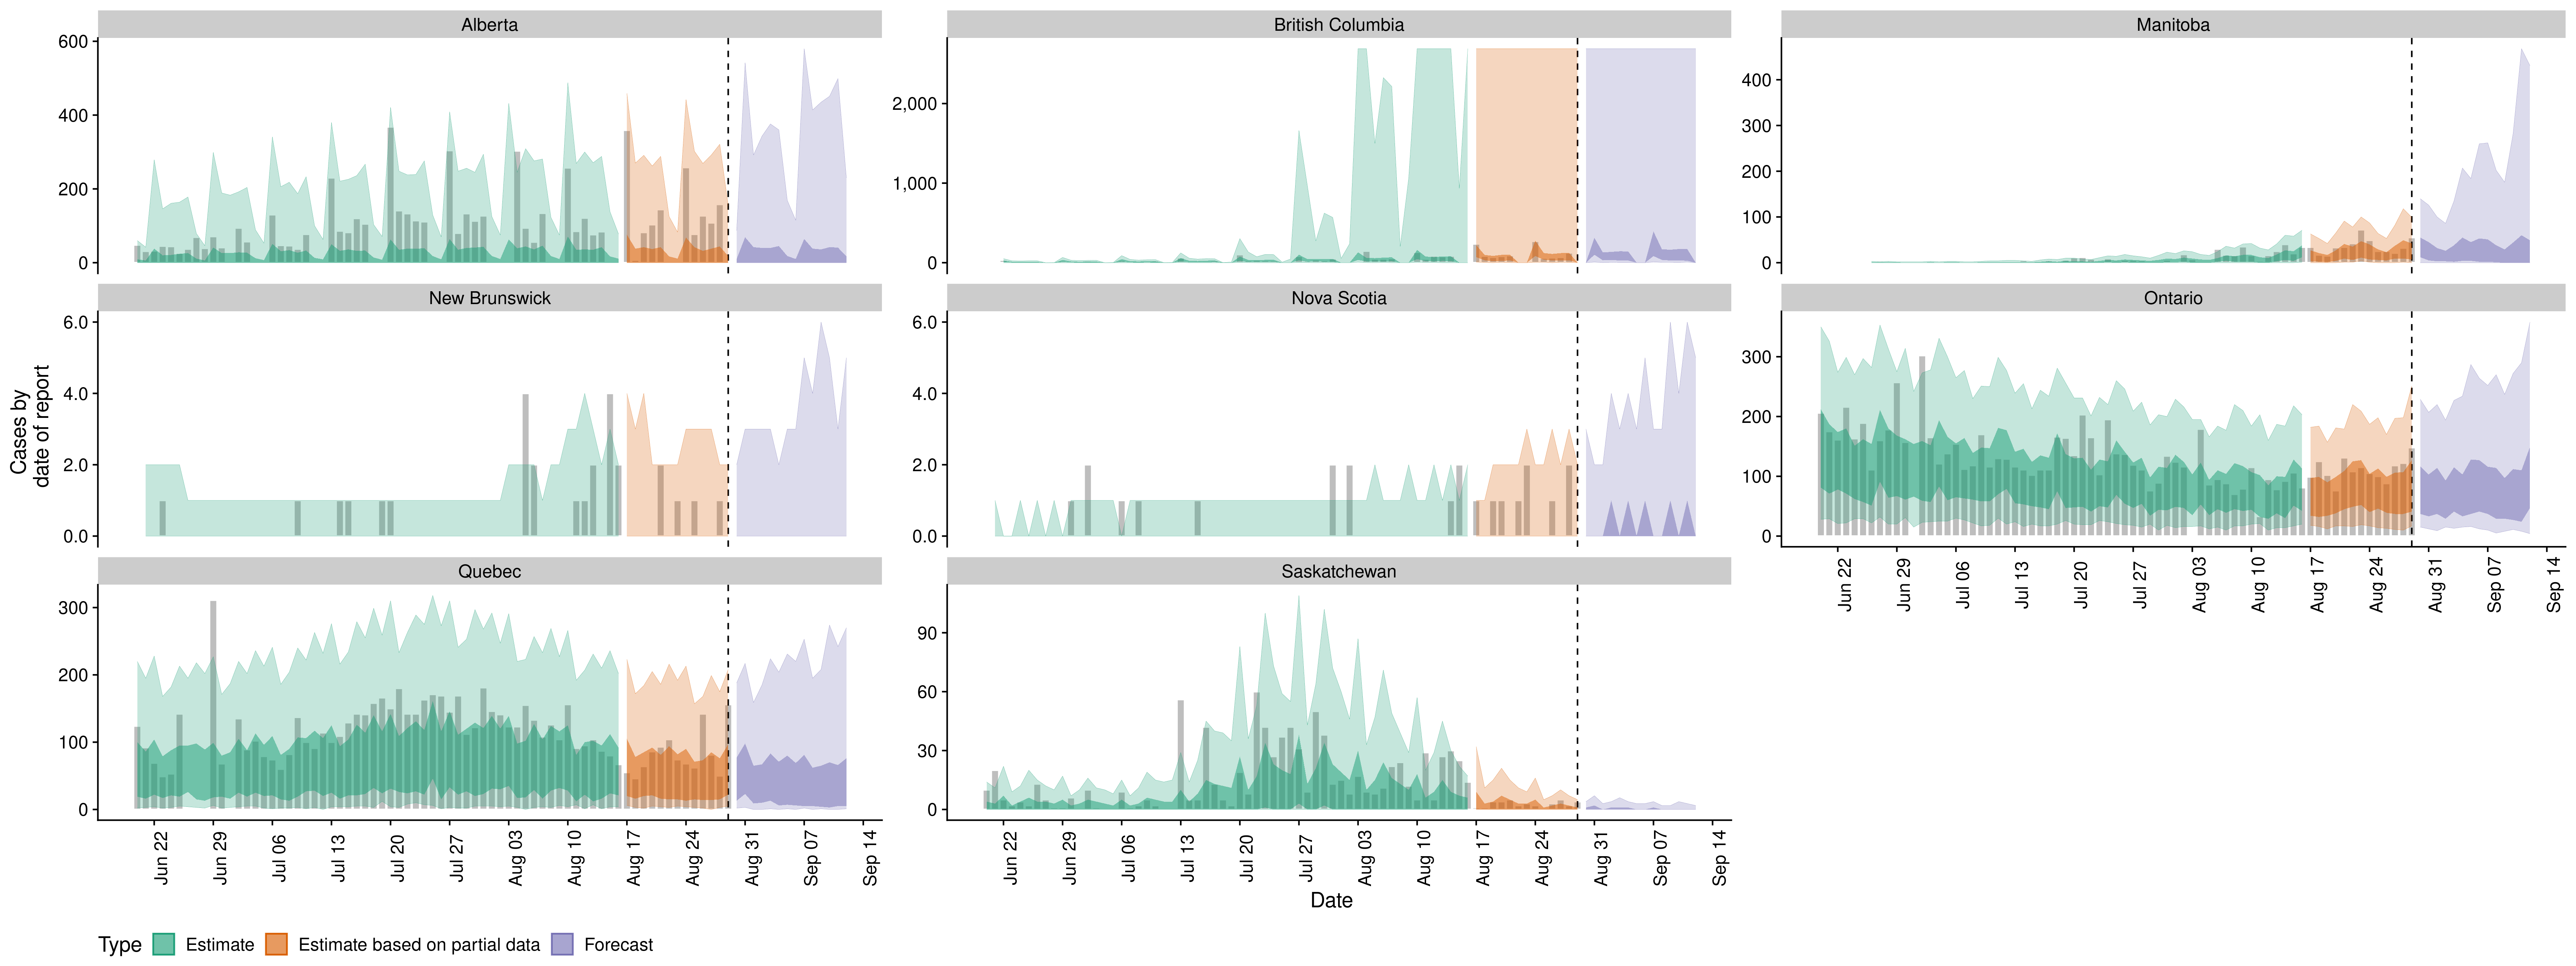 Alberta
British Columbia
Manitoba
600
400
200
0
2,000
1,000
0
400
300
200
100
0
New Brunswick
Nova Scotia
Ontario
Cases by
date of report
6.0
4.0
2.0
0.0
6.0
4.0
2.0
0.0
300
200
100
0
Jun 22
Jun 29
Jul 06
Jul 13
Jul 20
Jul 27
Aug 03
Aug 10
Aug 17
Aug 24
Aug 31
Sep 07
Sep 14
Quebec
Saskatchewan
300
200
100
0
90
60
30
0
Jun 22
Jun 29
Jul 06
Jul 13
Jul 20
Jul 27
Aug 03
Aug 10
Aug 17
Aug 24
Aug 31
Sep 07
Sep 14
Jun 22
Jun 29
Jul 06
Jul 13
Jul 20
Jul 27
Aug 03
Aug 10
Aug 17
Aug 24
Aug 31
Sep 07
Sep 14
Date
Type Estimate Estimate based on partial data Forecast